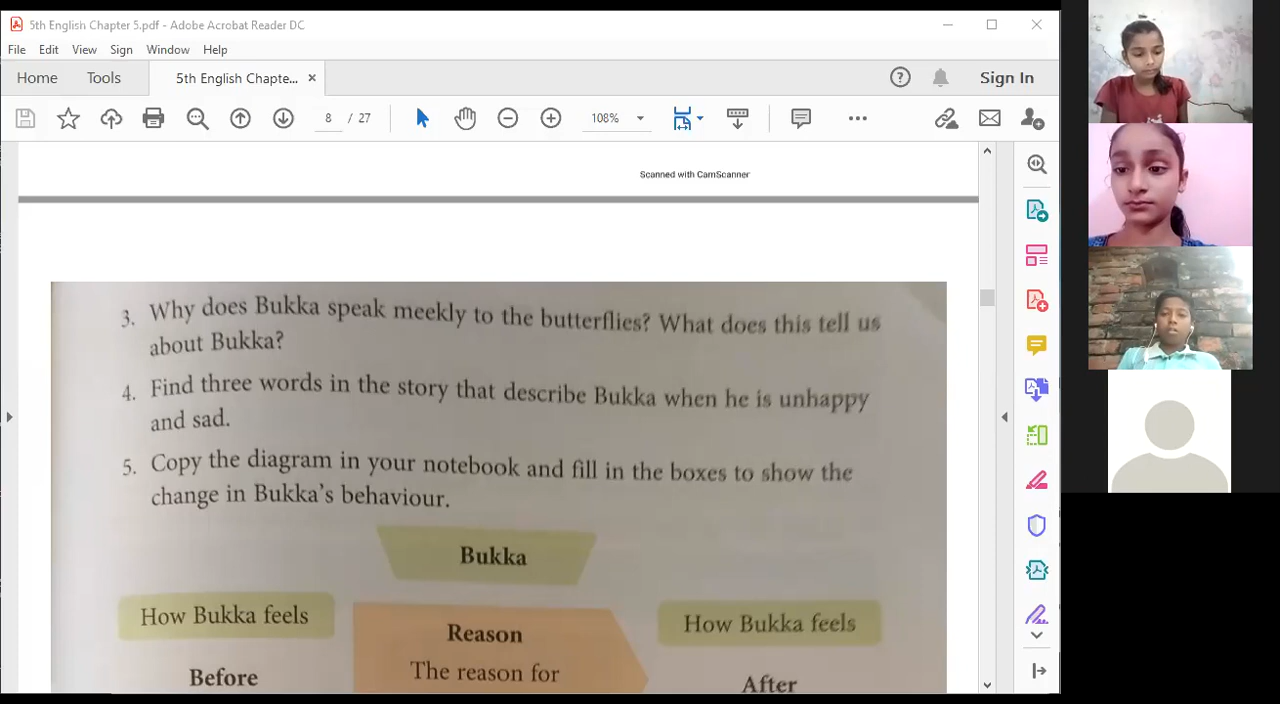 5th English Chapter 5.pdf - Adobe Acrobat Reader DC
File Edit View Sign Window Help
Home Tools 5th English Chapte... × Sign In
8 / 27 108%
Scanned with CamScanner
3. Why does Bukka speak meekly to the butterflies? What does this tell us
about Bukka?
4. Find three words in the story that describe Bukka when he is unhappy
and sad.
5. Copy the diagram in your notebook and fill in the boxes to show the
change in Bukka's behaviour.
Bukka
How Bukka feels
Reason
How Bukka feels
The reason for
Before
After